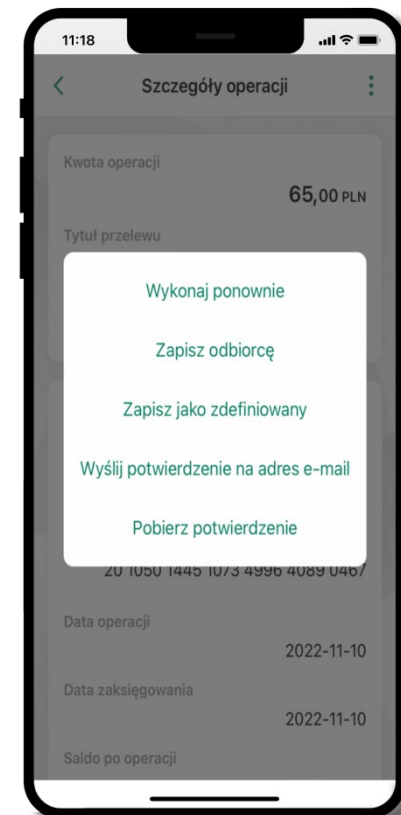 11:18
Szczegóły operacji
Kwota operacji
65,00 PLN
Tytuł przelewu
Wykonaj ponownie
Zapisz odbiorcę
Zapisz jako zdefiniowany
Wyślij potwierdzenie na adres e-mail
Pobierz potwierdzenie
20 1050 1445 1073 4996 4089 0467
Data operacji
2022-11-10
Data zaksięgowania
2022-11-10
Saldo po operacji